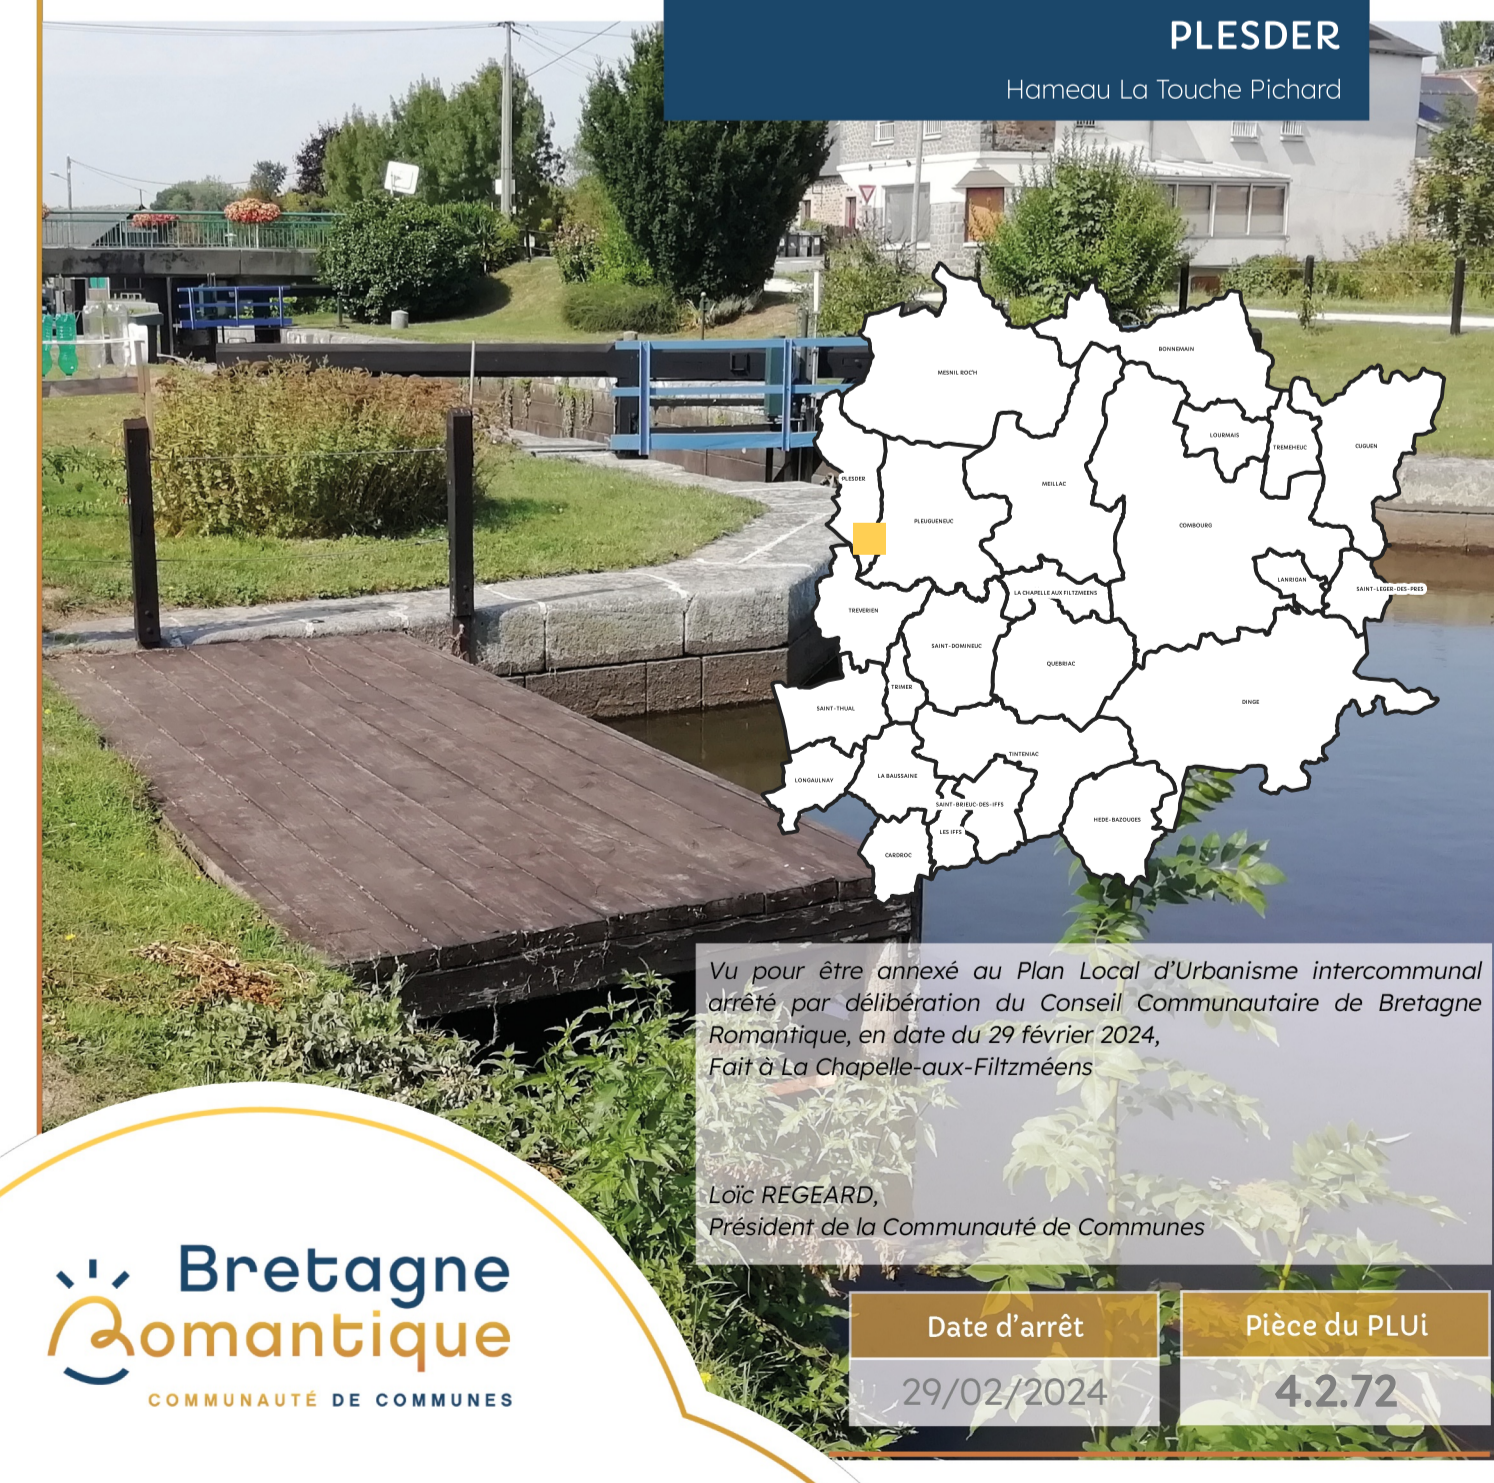 PLESDER
Hameau La Touche Pichard
BONNEMAIN
MESNIL ROC'H
LOURMAIS
TREMEHEUC
CUGUEN
PLESDER
MEILLAC
PLEUGUENEUC
COMBOURG
LANRIGAN
SAINT-LEGER-DES-PRES
LA CHAPELLE AUX FILTZMEENS
TREVERIEN
SAINT-DOMINEUC
QUEBRIAC
TRIMER
DINGE
SAINT-THUAL
TINTENIAC
LONGAULNAY
LA BAUSSAINE
SAINT-BRIEUC-DES-IFFS
HEDE-BAZOUGES
LES IFFS
CARDROC
Vu pour être annexé au Plan Local d'Urbanisme intercommunal
arrêté par délibération du Conseil Communautaire de Bretagne
Romantique, en date du 29 février 2024,
Fait à La Chapelle-aux-Filtzméens
Loïc REGEARD,
Président de la Communauté de Communes
Bretagne
Romantique
COMMUNAUTÉ DE COMMUNES
Date d'arrêt
29/02/2024
Pièce du PLUi
4.2.72